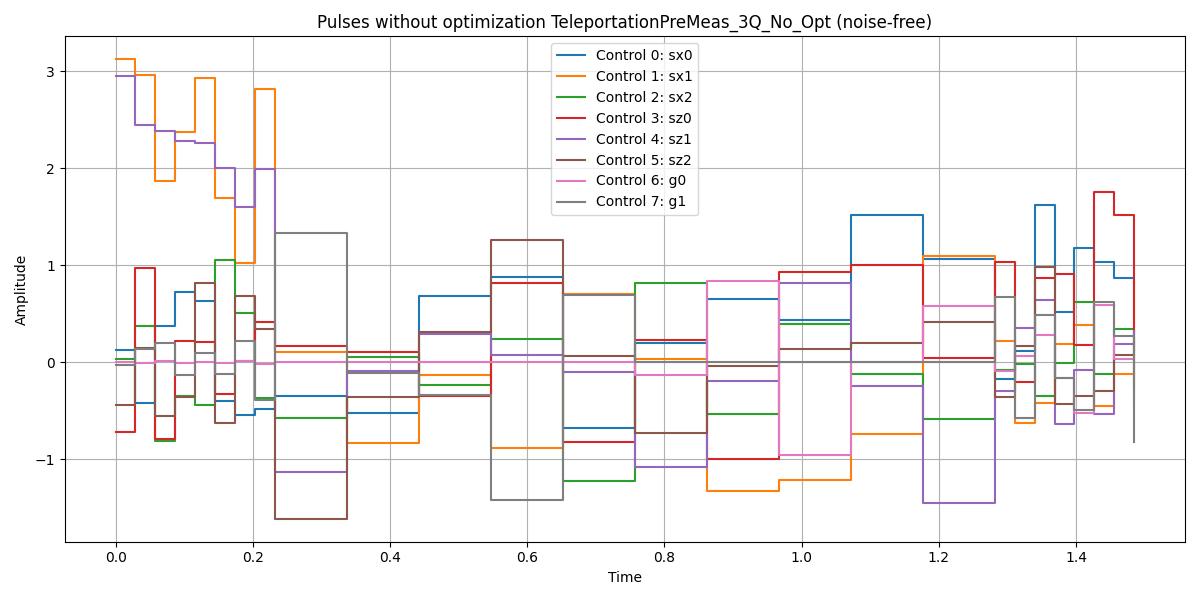 Pulses without optimization TeleportationPreMeas_3Q_No_Opt (noise-free)
Control 0: sx0
Control 1: sx1
Control 2: sx2
Control 3: sz0
Control 4: sz1
Control 5: sz2
Control 6: g0
Control 7: g1
Amplitude
3
2
1
0
−1
0.0 0.2 0.4 0.6 0.8 1.0 1.2 1.4
Time